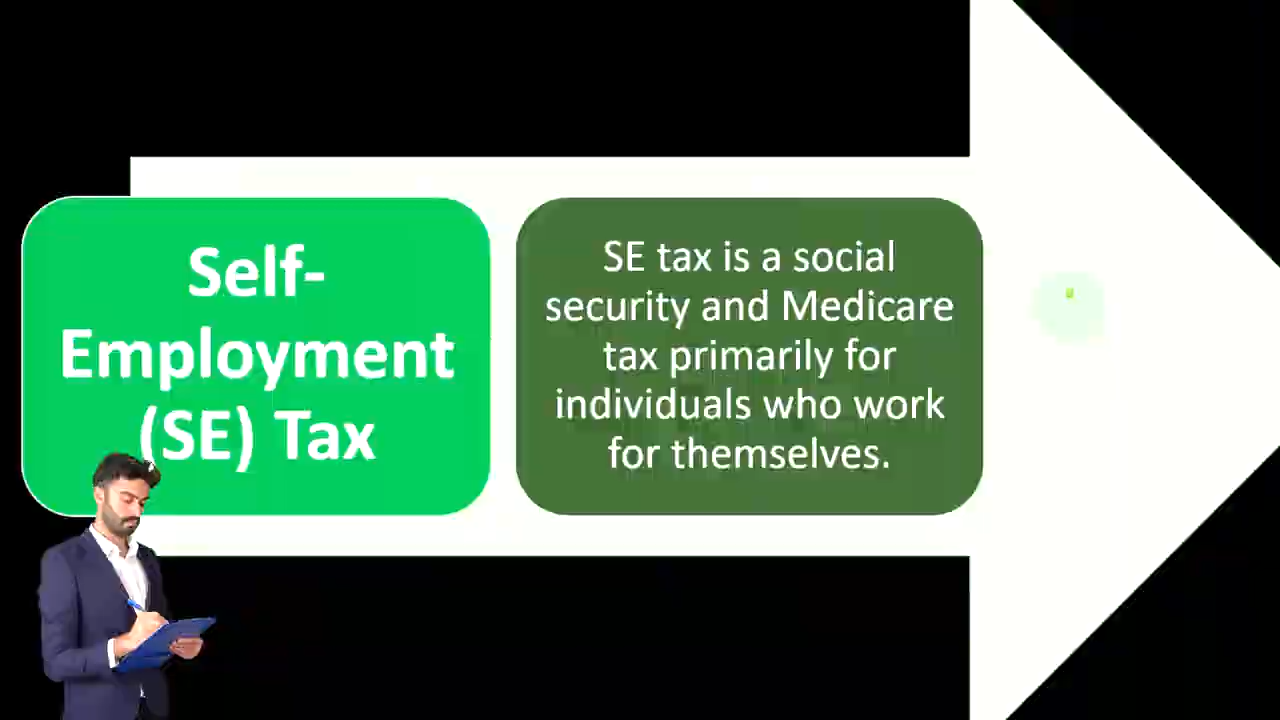 Self-
Employment
(SE) Tax
SE tax is a social
security and Medicare
tax primarily for
individuals who work
for themselves.